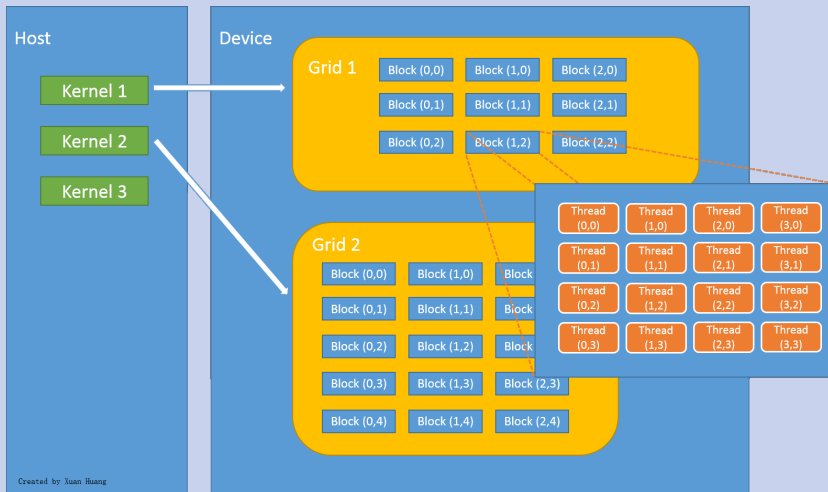 Host
Kernel 1
Kernel 2
Kernel 3
Created by Xuan Huang
Device
Grid 1
Block (0,0) Block (1,0) Block (2,0)
Block (0,1) Block (1,1) Block (2,1)
Block (0,2) Block (1,2) Block (2,2)
Grid 2
Block (0,0) Block (1,0) Block
Block (0,1) Block (1,1) Block
Block (0,2) Block (1,2) Block
Block (0,3) Block (1,3) Block (2,3)
Block (0,4) Block (1,4) Block (2,4)
Thread Thread Thread Thread
(0,0) (1,0) (2,0) (3,0)
Thread Thread Thread Thread
(0,1) (1,1) (2,1) (3,1)
Thread Thread Thread Thread
(0,2) (1,2) (2,2) (3,2)
Thread Thread Thread Thread
(0,3) (1,3) (2,3) (3,3)